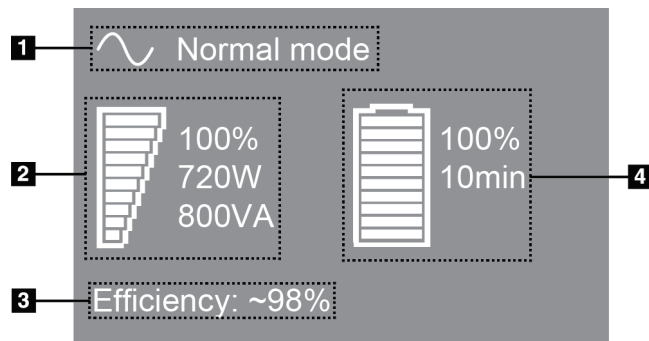 1
Normal mode
2
100%
720W
800VA
100%
10min
4
3
Efficiency: ~98%